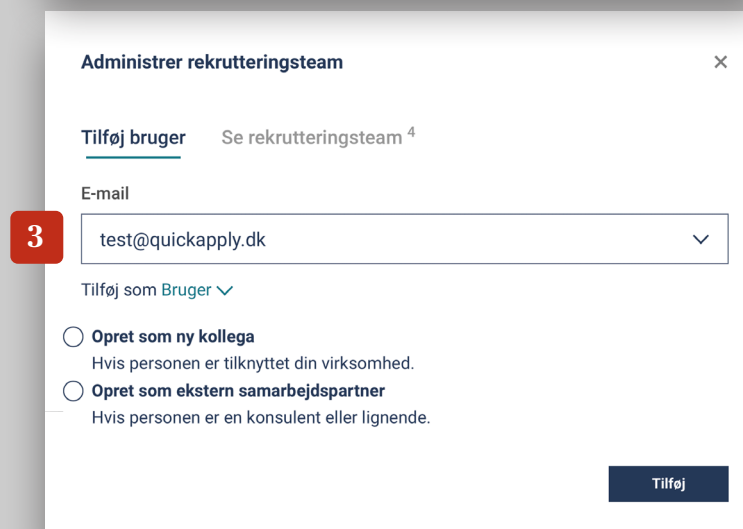 Administrer rekrutteringsteam
Tilføj bruger Se rekrutteringsteam 4
E-mail
3
test@quickapply.dk
Tilføj som Bruger
Opret som ny kollega
Hvis personen er tilknyttet din virksomhed.
Opret som ekstern samarbejdspartner
Hvis personen er en konsulent eller lignende.
Tilføj